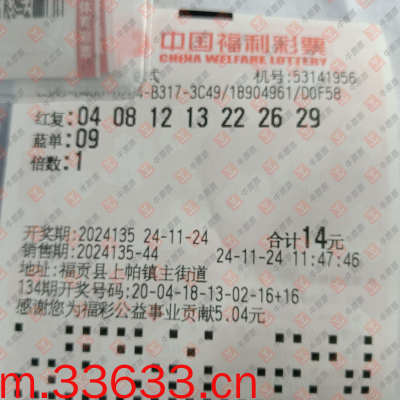 中国福利彩票
CHINA WELFARE LOTTERY
式 机号:53141956
B317-3C49/18904961/D0F58
红复:04 08 12 13 22 26 29
蓝单:09
倍数:1
开奖期:2024135 24-11-24 合计14元
销售期:2024135-44 24-11-24 11:47:46
地址:福贡县上帕镇主街道
134期开奖号码:20-04-18-13-02-16+16
感谢您为福彩公益事业贡献5.04元
m.33633.cn